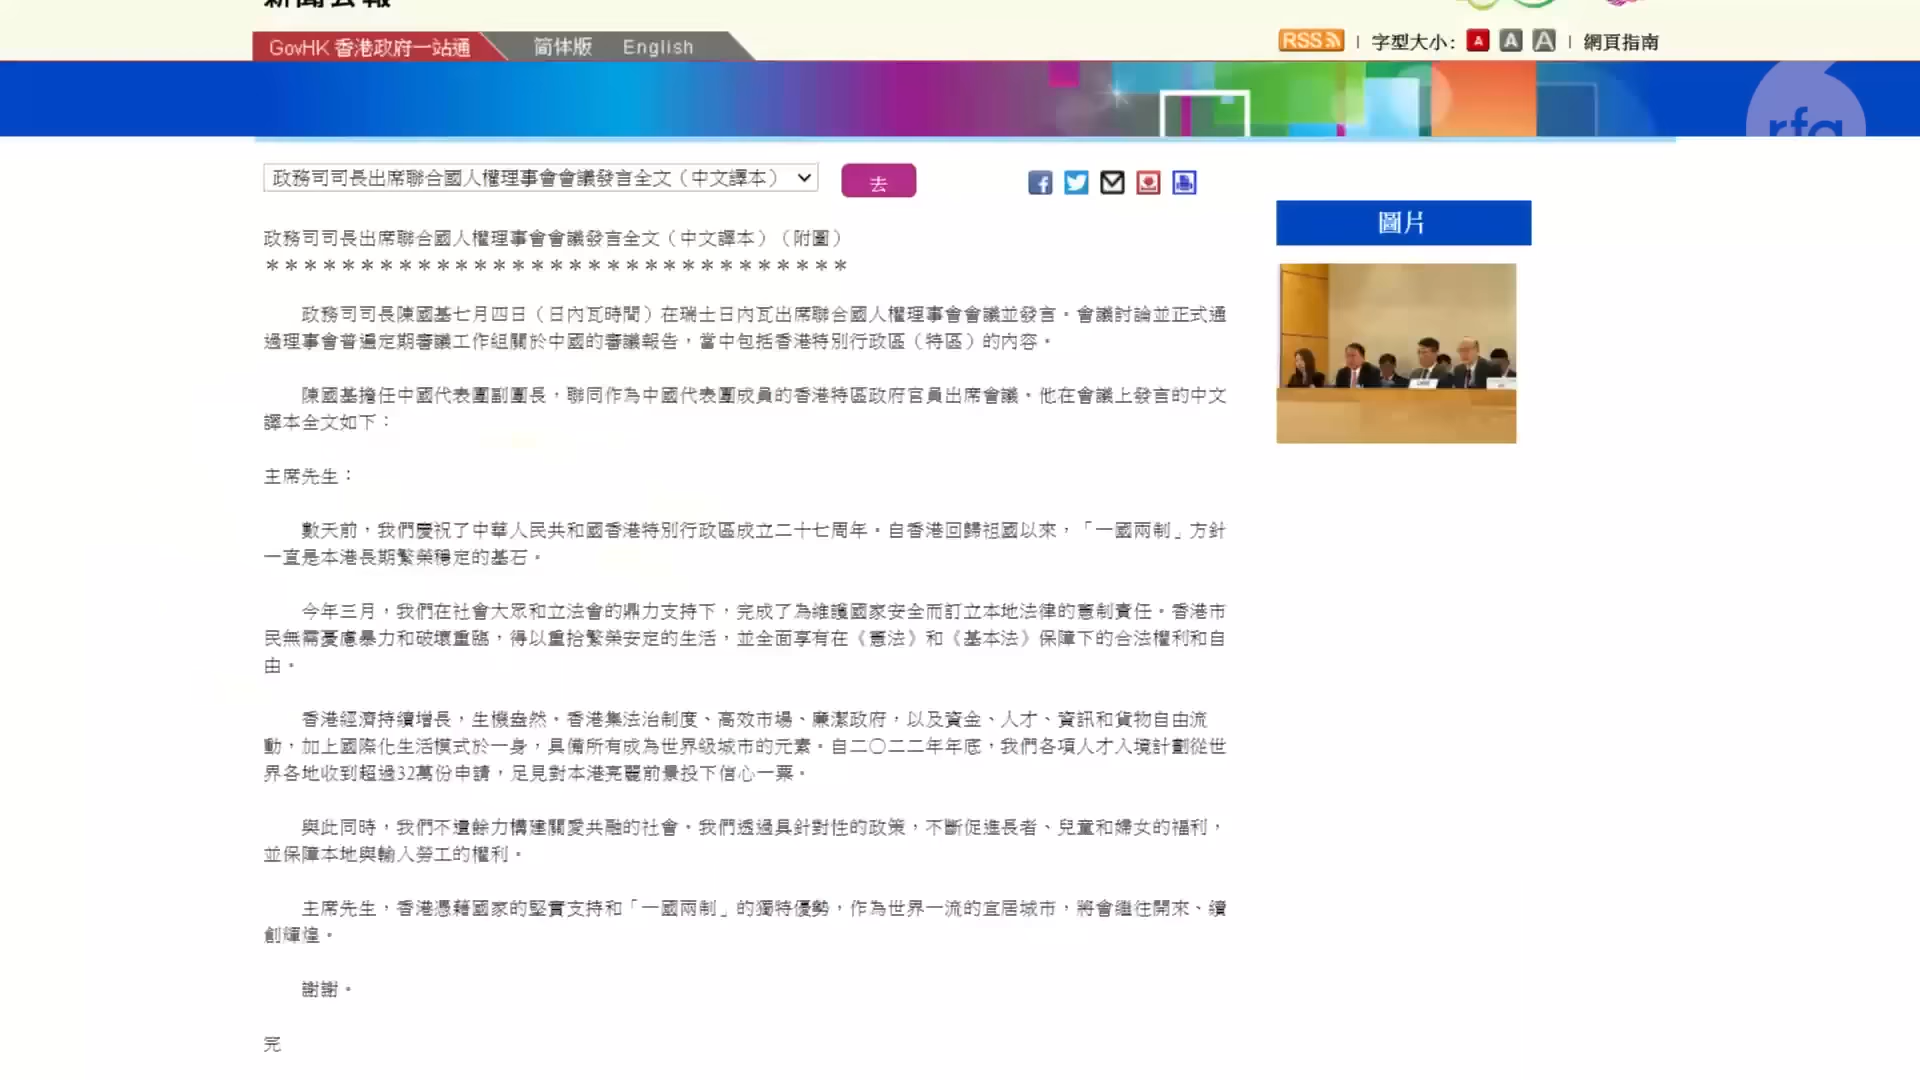 新聞公報
GovHK 香港政府一站通
简体版
English
RSS
字型大小:
A
A
A
網頁指南
rfa
政務司司長出席聯合國人權理事會會議發言全文（中文譯本）
去
政務司司長出席聯合國人權理事會會議發言全文（中文譯本）（附圖）
＊＊＊＊＊＊＊＊＊＊＊＊＊＊＊＊＊＊＊＊＊＊＊＊＊＊＊＊＊＊＊
圖片
政務司司長陳國基七月四日（日內瓦時間）在瑞士日內瓦出席聯合國人權理事會會議並發言。會議討論並正式通
過理事會普遍定期審議工作組關於中國的審議報告，當中包括香港特別行政區（特區）的內容。
陳國基擔任中國代表團副團長，聯同作為中國代表團成員的香港特區政府官員出席會議。他在會議上發言的中文
譯本全文如下：
主席先生：
數天前，我們慶祝了中華人民共和國香港特別行政區成立二十七周年。自香港回歸祖國以來，「一國兩制」方針
一直是本港長期繁榮穩定的基石。
今年三月，我們在社會大眾和立法會的鼎力支持下，完成了為維護國家安全而訂立本地法律的憲制責任。香港市
民無需憂慮暴力和破壞重臨，得以重拾繁榮安定的生活，並全面享有在《憲法》和《基本法》保障下的合法權利和自
由。
香港經濟持續增長，生機盎然。香港集法治制度、高效市場、廉潔政府，以及資金、人才、資訊和貨物自由流
動，加上國際化生活模式於一身，具備所有成為世界級城市的元素。自二○二二年年底，我們各項人才入境計劃從世
界各地收到超過32萬份申請，足見對本港亮麗前景投下信心一票。
與此同時，我們不遺餘力構建關愛共融的社會。我們透過具針對性的政策，不斷促進長者、兒童和婦女的福利，
並保障本地與輸入勞工的權利。
主席先生，香港憑藉國家的堅實支持和「一國兩制」的獨特優勢，作為世界一流的宜居城市，將會繼往開來、續
創輝煌。
謝謝。
完